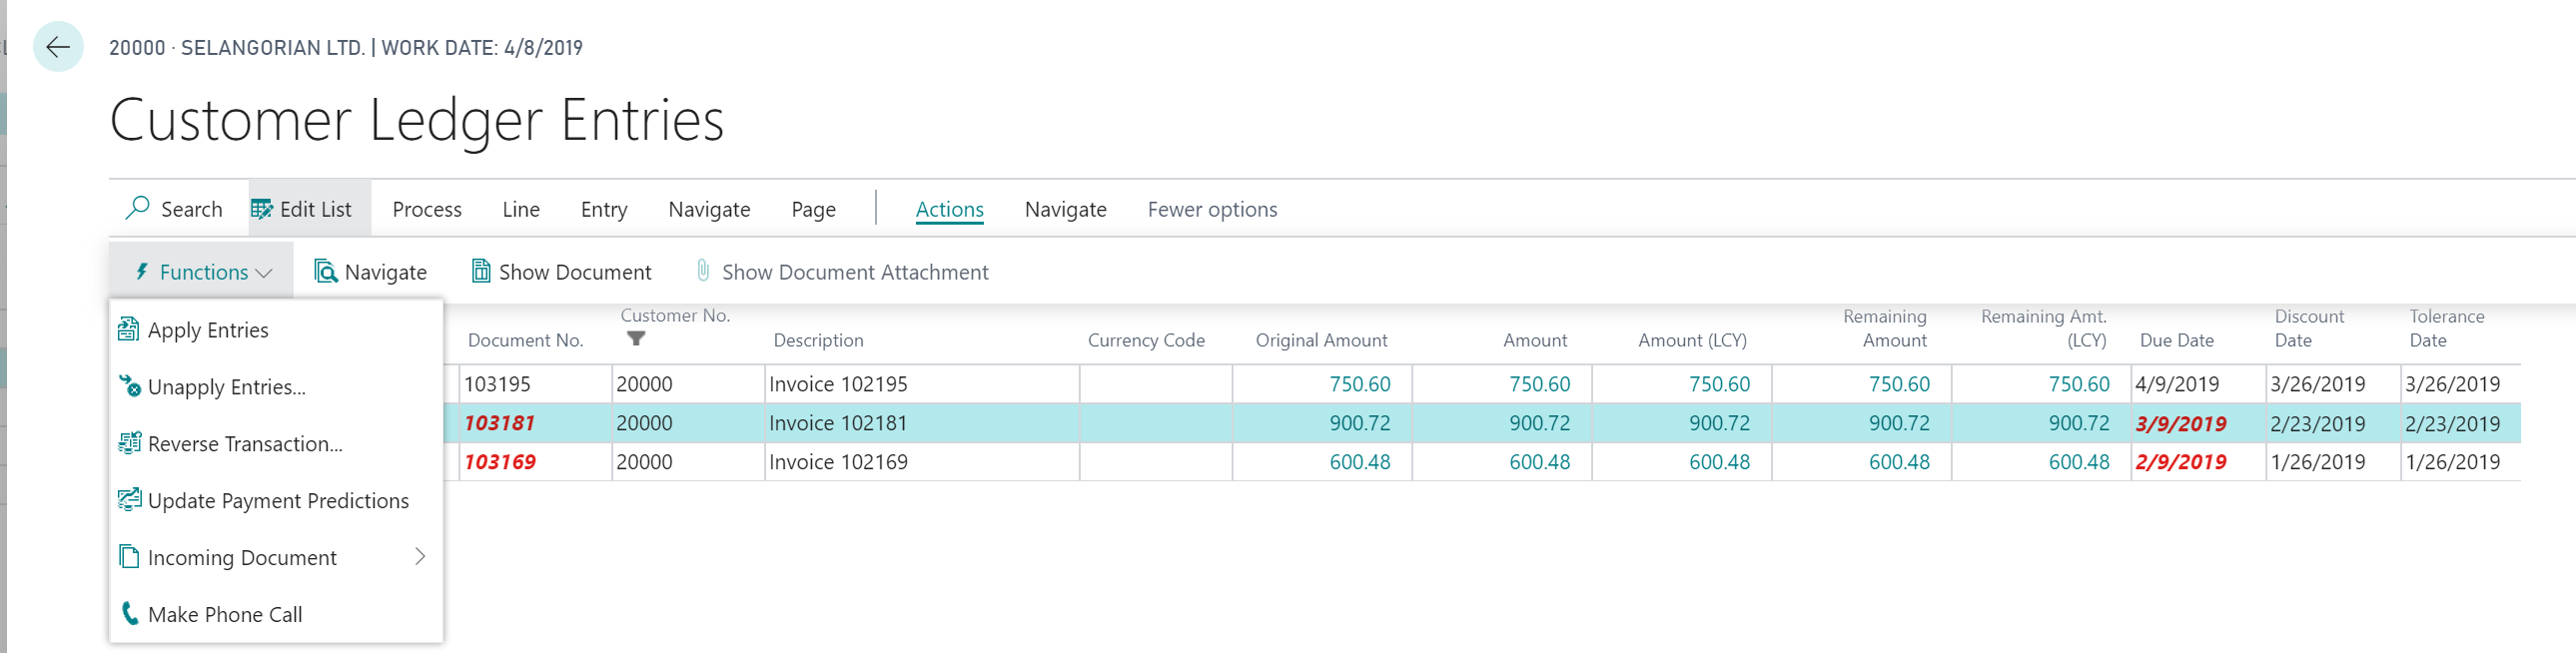 20000 · SELANGORIAN LTD. | WORK DATE: 4/8/2019
Customer Ledger Entries
Search Edit List Process Line Entry Navigate Page Actions Navigate Fewer options
Functions Navigate Show Document Show Document Attachment
Apply Entries
Unapply Entries...
Reverse Transaction...
Update Payment Predictions
Incoming Document
Make Phone Call
Document No. Customer No. Description Currency Code Original Amount Amount Amount (LCY) Remaining Amount Remaining Amt. (LCY) Due Date Discount Date Tolerance Date
103195 20000 Invoice 102195 750.60 750.60 750.60 750.60 750.60 4/9/2019 3/26/2019 3/26/2019
103181 20000 Invoice 102181 900.72 900.72 900.72 900.72 900.72 3/9/2019 2/23/2019 2/23/2019
103169 20000 Invoice 102169 600.48 600.48 600.48 600.48 600.48 2/9/2019 1/26/2019 1/26/2019